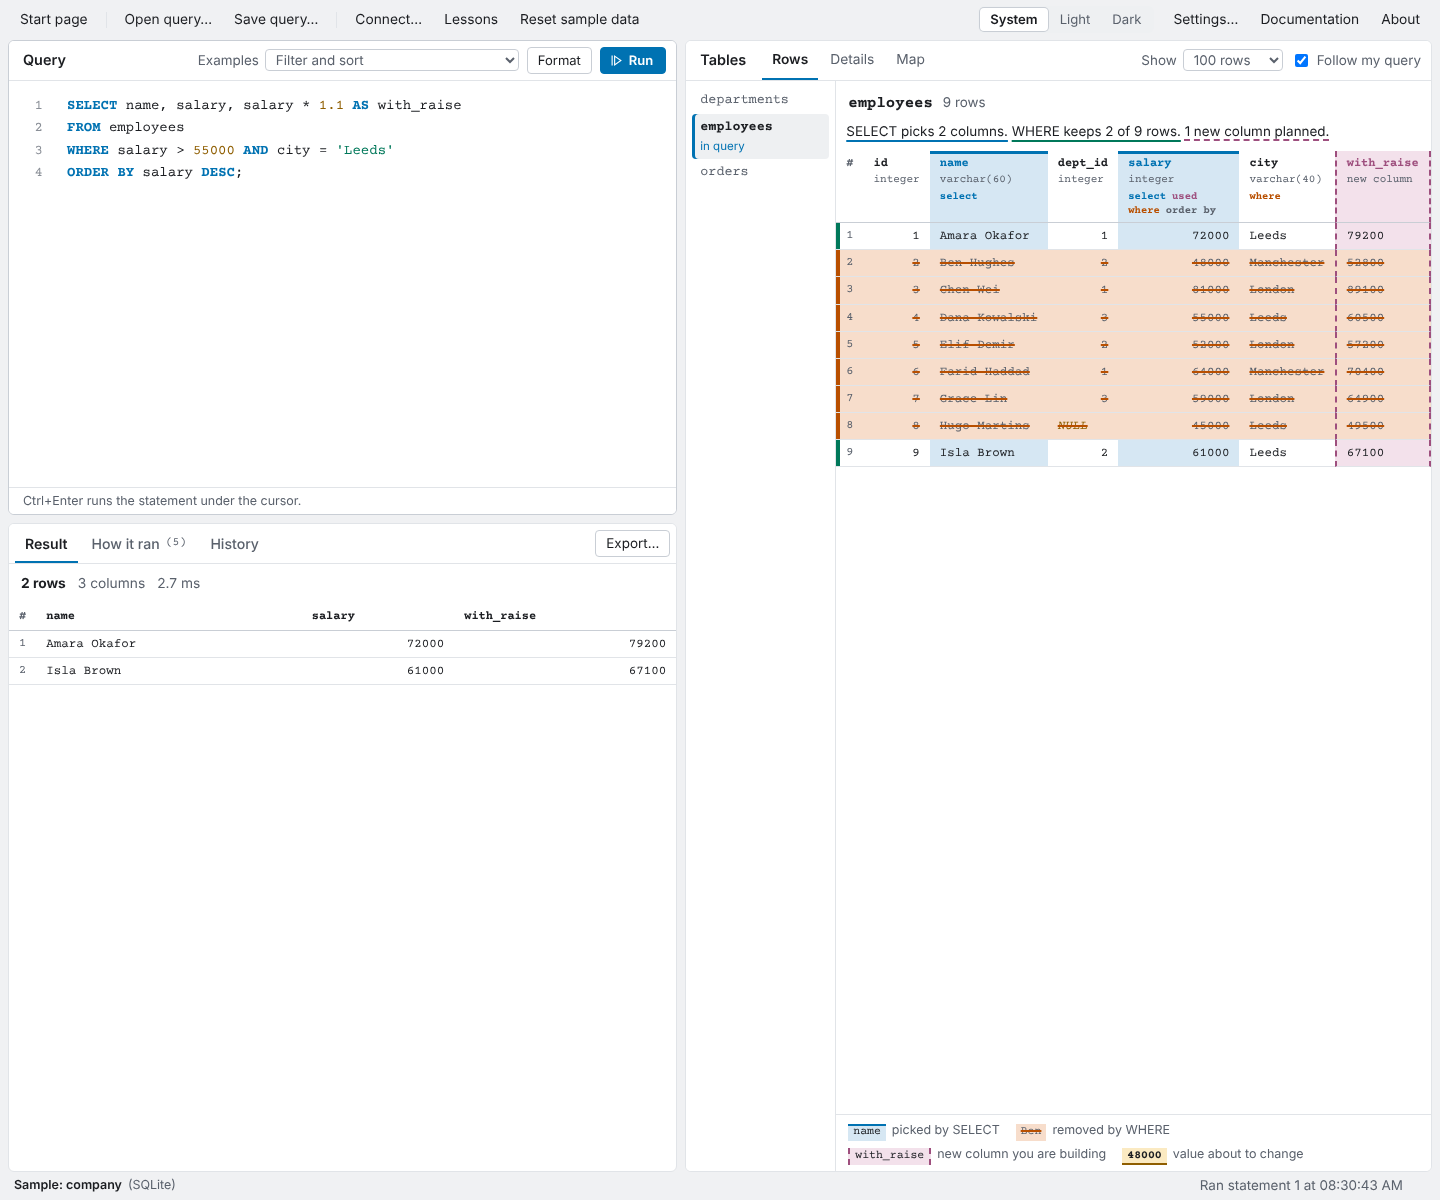 Start page Open query... Save query... Connect... Lessons Reset sample data System Light Dark Settings... Documentation About
Query Examples Filter and sort Format Run
1 SELECT name, salary, salary * 1.1 AS with_raise
2 FROM employees
3 WHERE salary > 55000 AND city = 'Leeds'
4 ORDER BY salary DESC;
Ctrl+Enter runs the statement under the cursor.
Result How it ran (5) History Export...
2 rows 3 columns 2.7 ms
# name salary with_raise
1 Amara Okafor 72000 79200
2 Isla Brown 61000 67100
Tables Rows Details Map Show 100 rows Follow my query
departments
employees
in query
orders
employees 9 rows
SELECT picks 2 columns. WHERE keeps 2 of 9 rows. 1 new column planned.
# id name dept_id salary city with_raise
integer varchar(60) integer integer varchar(40) new column
select select used where
where order by
1 1 Amara Okafor 1 72000 Leeds 79200
2 2 Ben Hughes 2 48000 Manchester 52800
3 3 Chen Wei 1 81000 London 89100
4 4 Dana Kowalski 3 55000 Leeds 60500
5 5 Elif Demir 2 52000 London 57200
6 6 Farid Haddad 1 64000 Manchester 70400
7 7 Grace Lin 3 59000 London 64900
8 8 Hugo Martins NULL 45000 Leeds 49500
9 9 Isla Brown 2 61000 Leeds 67100
name picked by SELECT Ben removed by WHERE
with_raise new column you are building 48000 value about to change
Sample: company (SQLite) Ran statement 1 at 08:30:43 AM